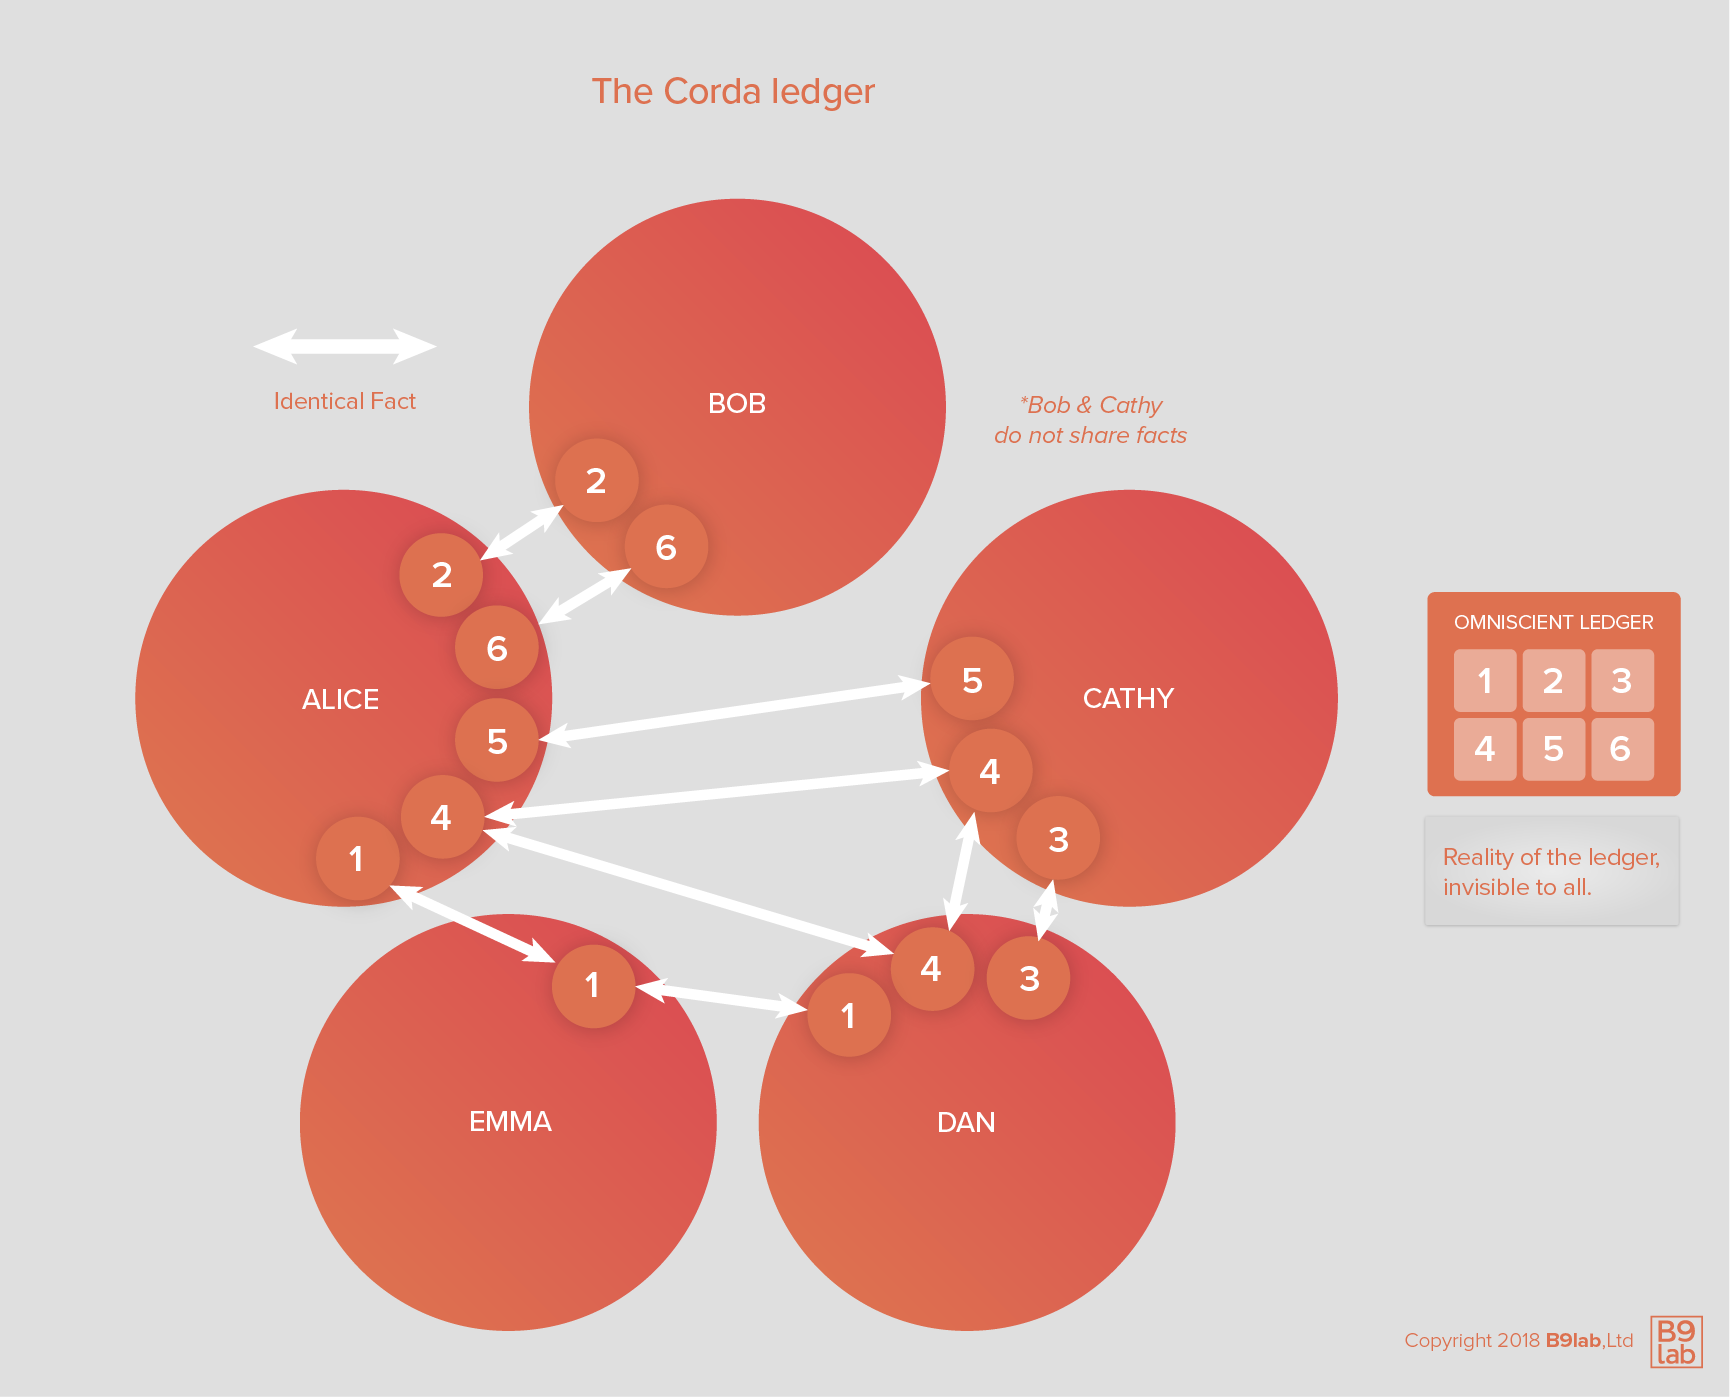 The Corda ledger
Identical Fact
BOB
*Bob & Cathy
do not share facts
2
6
ALICE
2
6
5
4
1
CATHY
5
4
3
OMNISCIENT LEDGER
1 2 3
4 5 6
Reality of the ledger,
invisible to all.
EMMA
1
DAN
1
4
3
Copyright 2018 B9lab,Ltd
B9
lab